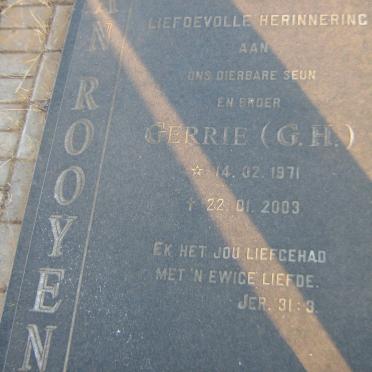 LIEFDEVOLLE HERINNERING
AAN
ONS DIERBARE SEUN
EN BROER
GERRIE (G.H.)
☆ 14.02.1971
† 22.01.2003
EK HET JOU LIEFGEHAD
MET 'N EWIGE LIEFDE.
JER. 31:3.
AN ROOYEN